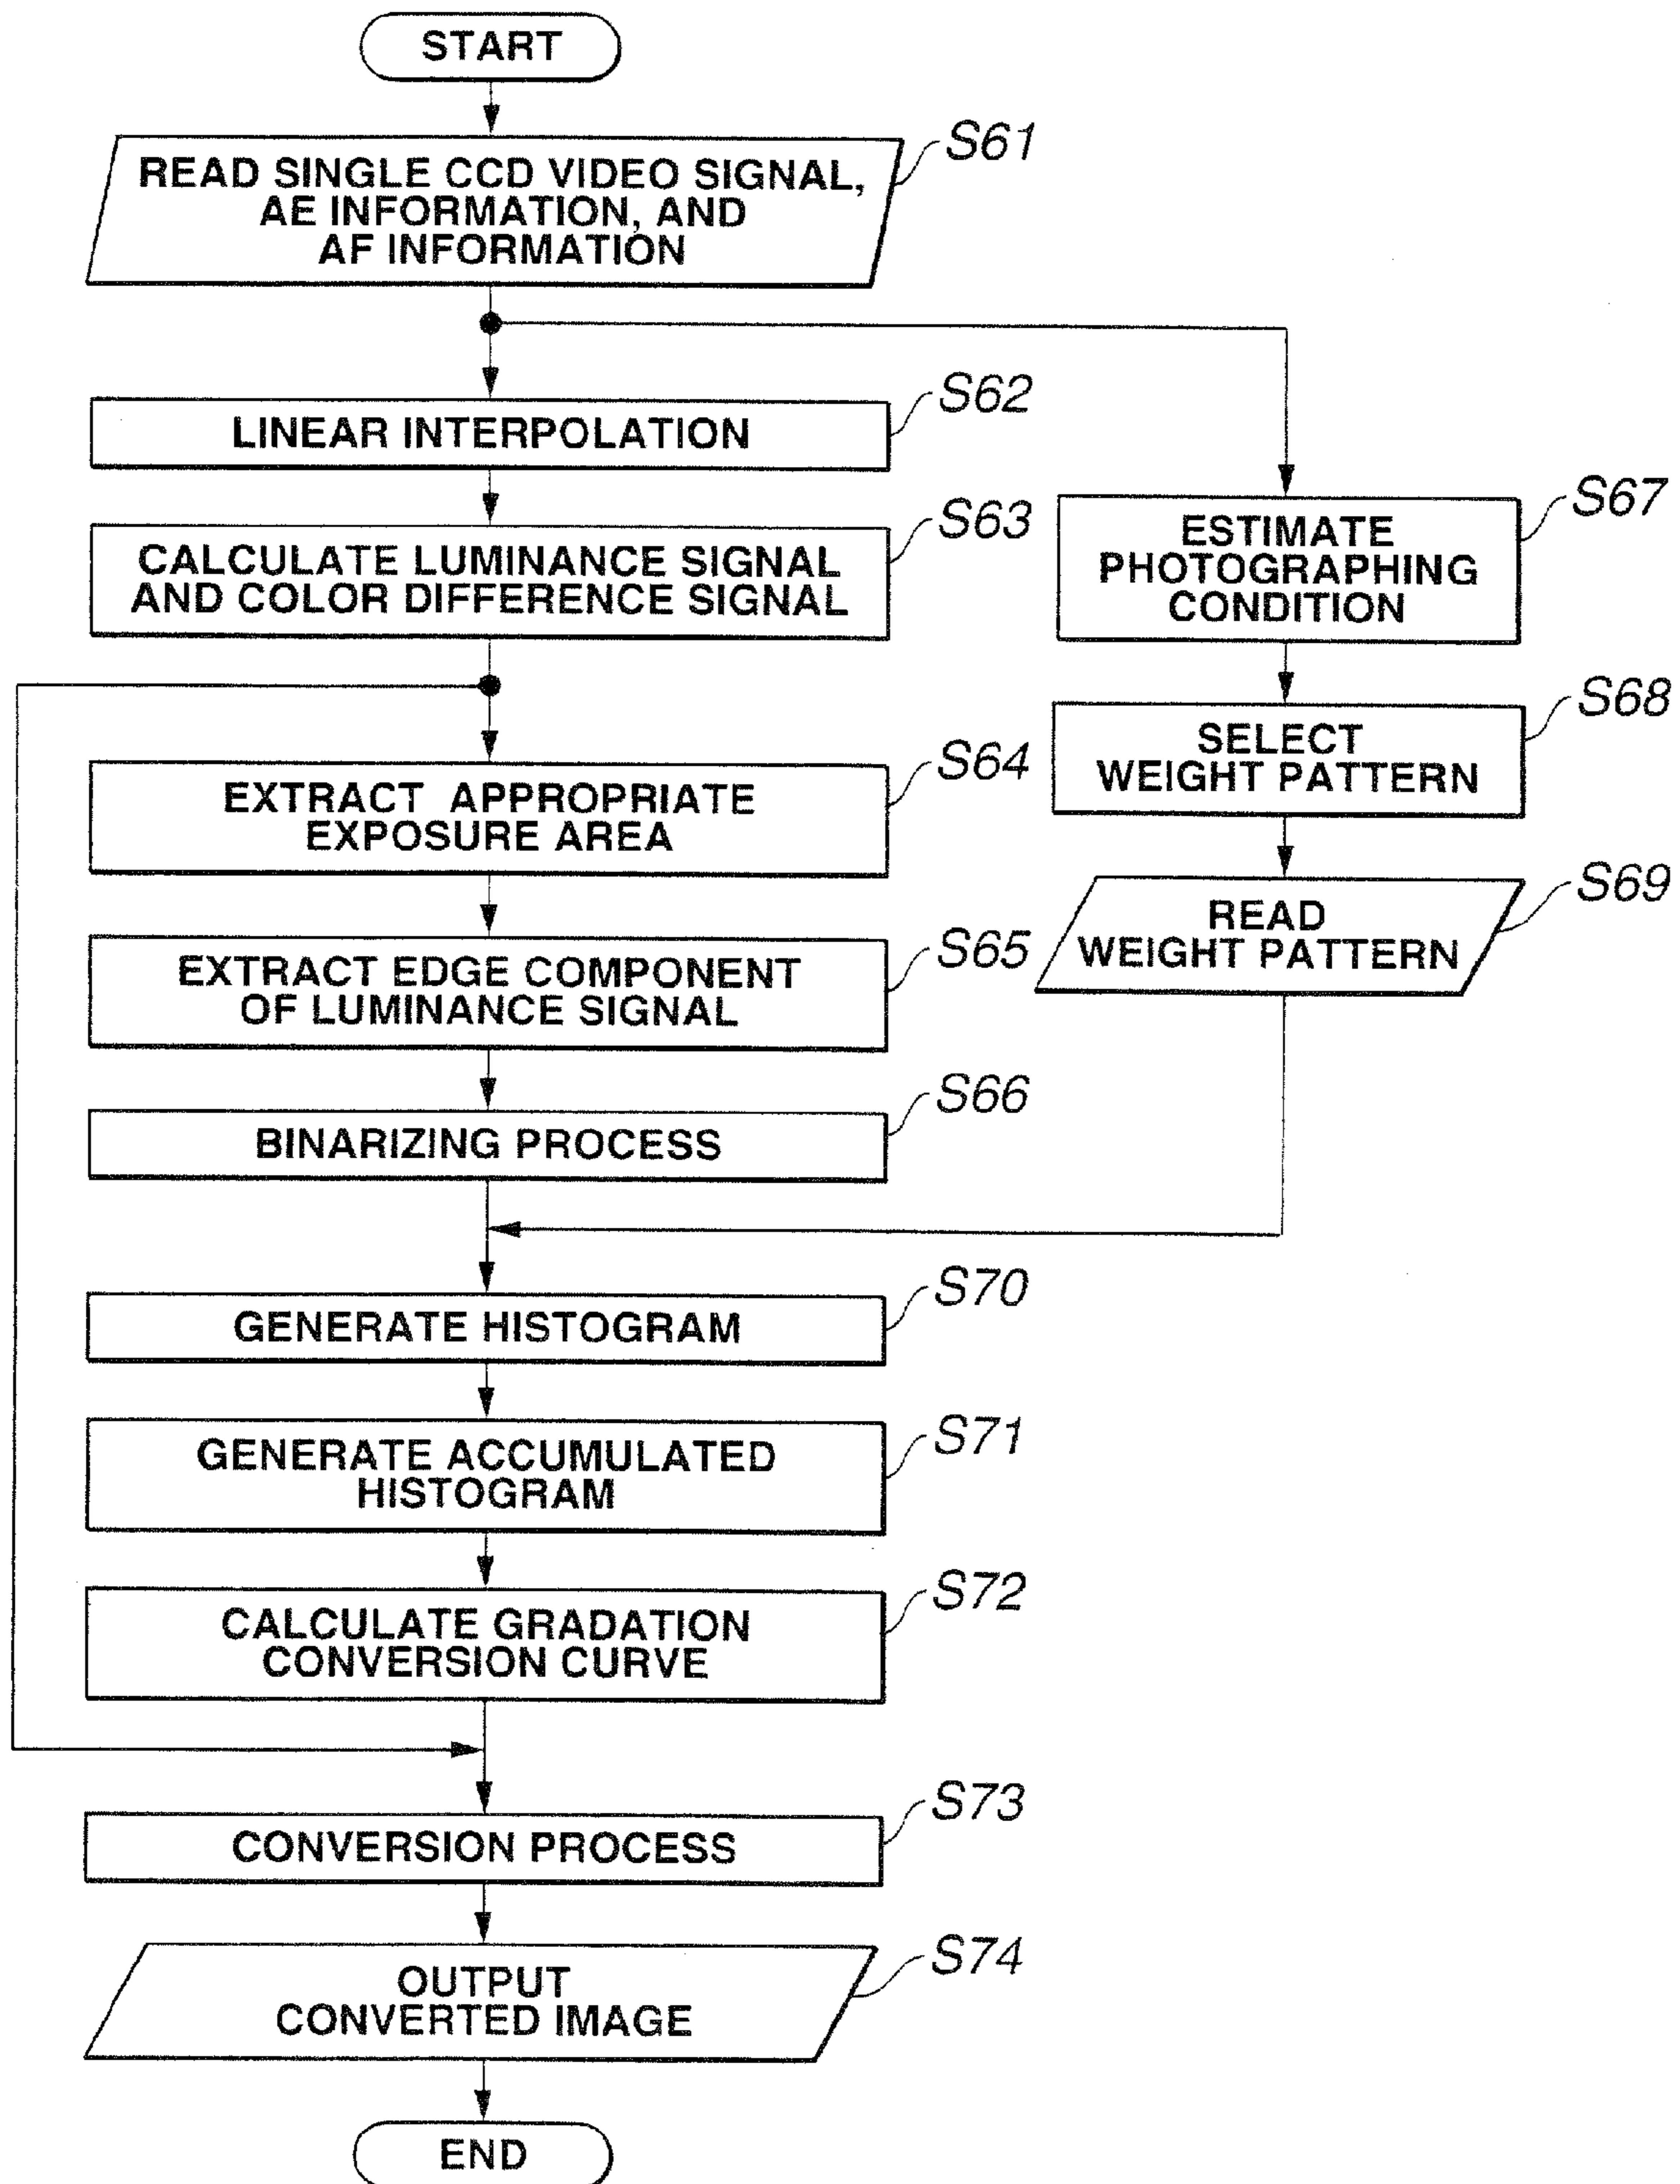 START
READ SINGLE CCD VIDEO SIGNAL,
AE INFORMATION, AND
AF INFORMATION
S61
LINEAR INTERPOLATION
S62
CALCULATE LUMINANCE SIGNAL
AND COLOR DIFFERENCE SIGNAL
S63
EXTRACT APPROPRIATE
EXPOSURE AREA
S64
EXTRACT EDGE COMPONENT
OF LUMINANCE SIGNAL
S65
BINARIZING PROCESS
S66
ESTIMATE
PHOTOGRAPHING
CONDITION
S67
SELECT
WEIGHT PATTERN
S68
READ
WEIGHT PATTERN
S69
GENERATE HISTOGRAM
S70
GENERATE ACCUMULATED
HISTOGRAM
S71
CALCULATE GRADATION
CONVERSION CURVE
S72
CONVERSION PROCESS
S73
OUTPUT
CONVERTED IMAGE
S74
END